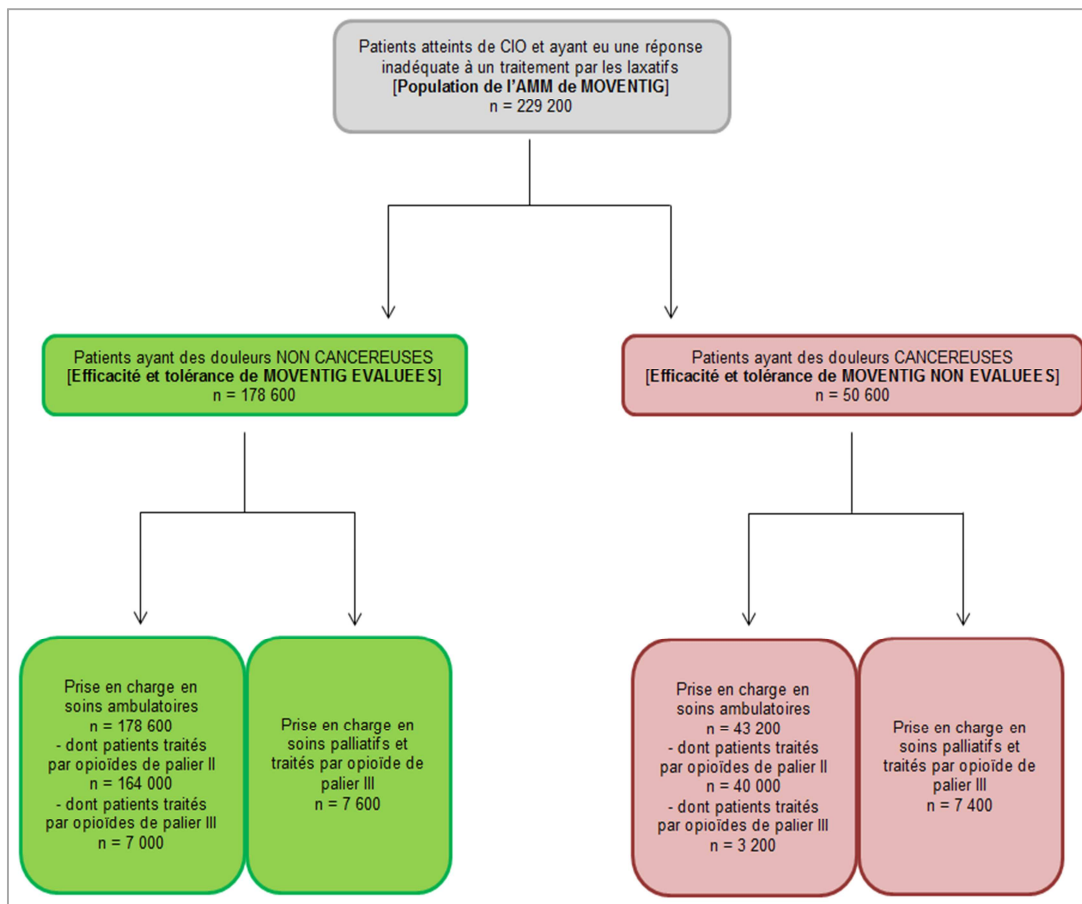 Patients atteints de CIO et ayant eu une réponse
inadéquate à un traitement par les laxatifs
[Population de l'AMM de MOVENTIG]
n = 229 200
Patients ayant des douleurs NON CANCEREUSES
[Efficacité et tolérance de MOVENTIG EVALUEES]
n = 178 600
Patients ayant des douleurs CANCEREUSES
[Efficacité et tolérance de MOVENTIG NON EVALUEES]
n = 50 600
Prise en charge en
soins ambulatoires
n = 178 600
- dont patients traités
par opioïdes de palier II
n = 164 000
- dont patients traités
par opioïdes de palier III
n = 7 000
Prise en charge en
soins palliatifs et
traités par opioïde de
palier III
n = 7 600
Prise en charge en
soins ambulatoires
n = 43 200
- dont patients traités
par opioïdes de palier II
n = 40 000
- dont patients traités
par opioïdes de palier III
n = 3 200
Prise en charge en
soins palliatifs et
traités par opioïde de
palier III
n = 7 400